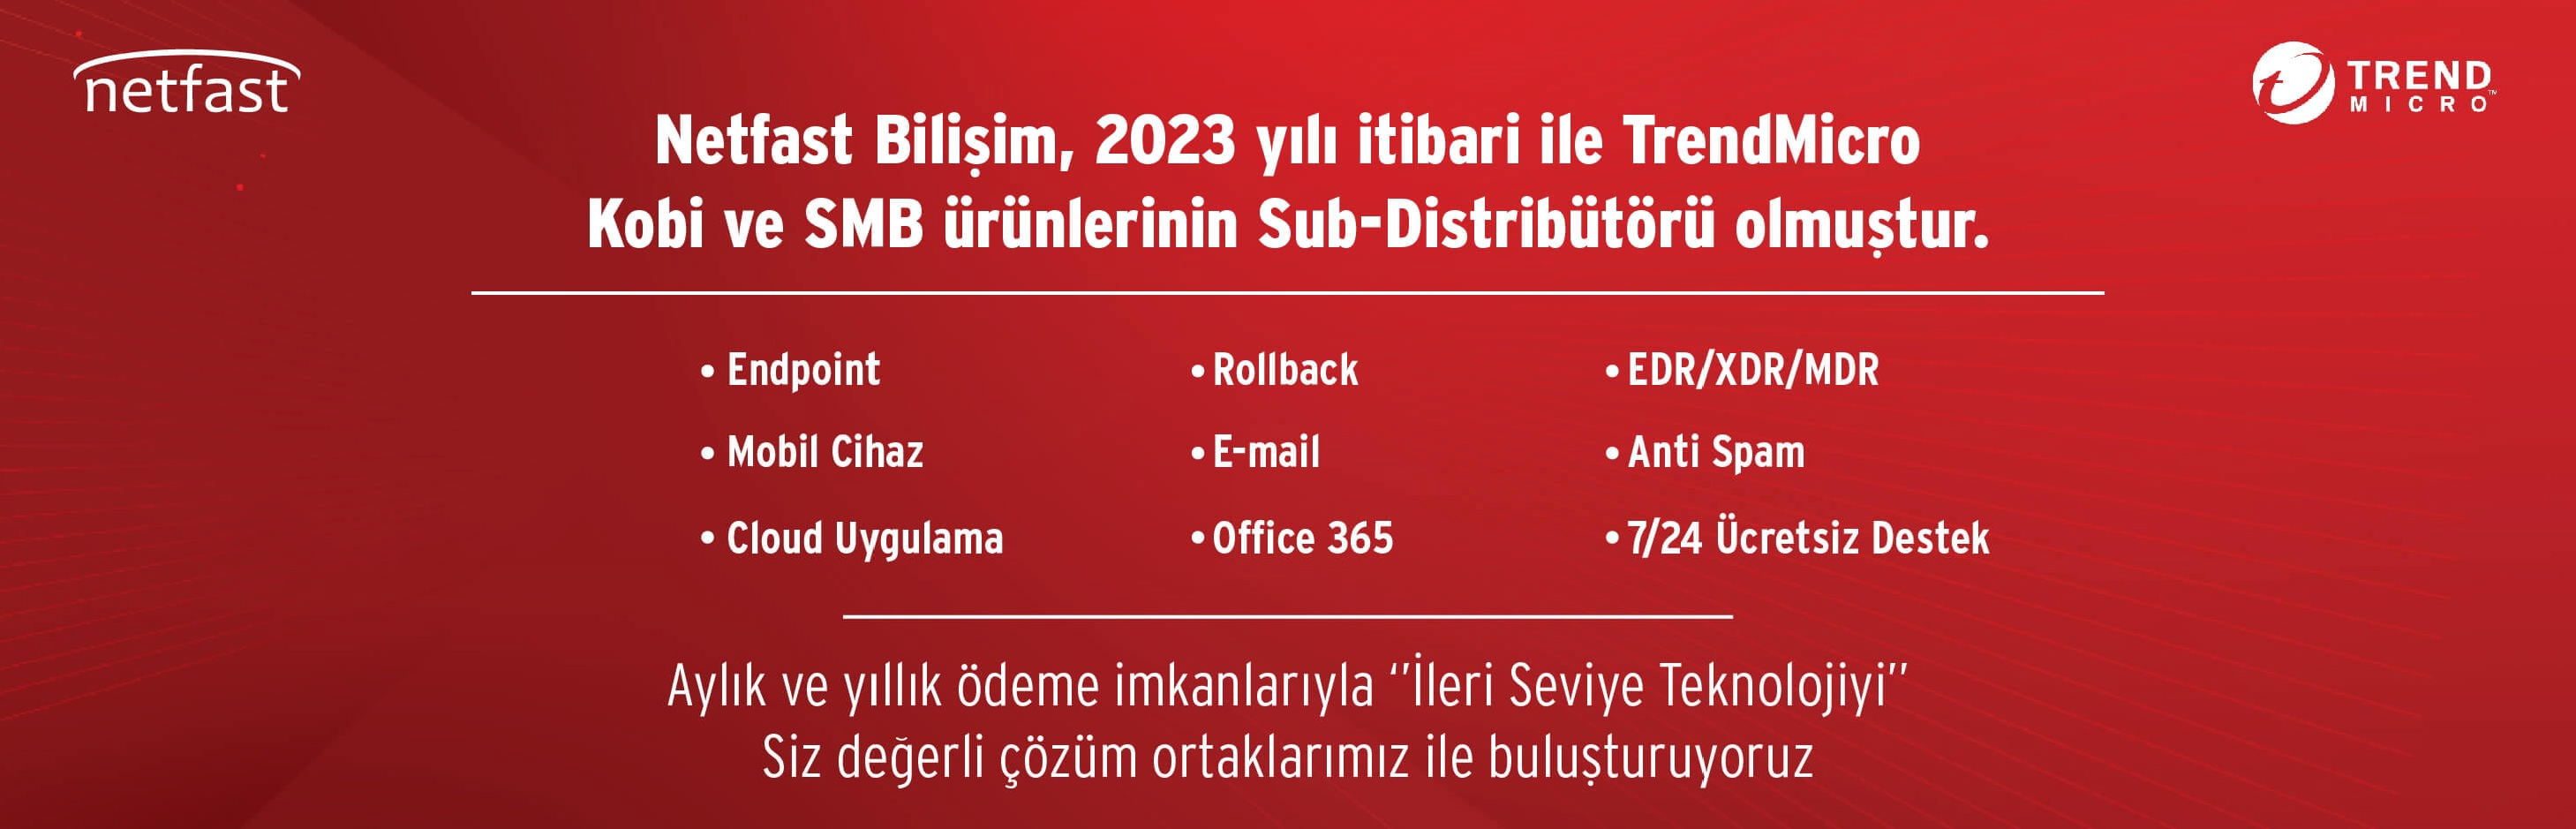 netfast
TREND
MICRO™
Netfast Bilişim, 2023 yılı itibari ile TrendMicro
Kobi ve SMB ürünlerinin Sub-Distribütörü olmuştur.
• Endpoint
• Rollback
• EDR/XDR/MDR
• Mobil Cihaz
• E-mail
• Anti Spam
• Cloud Uygulama
• Office 365
• 7/24 Ücretsiz Destek
Aylık ve yıllık ödeme imkanlarıyla ‘’İleri Seviye Teknolojiyi’’
Siz değerli çözüm ortaklarımız ile buluşturuyoruz